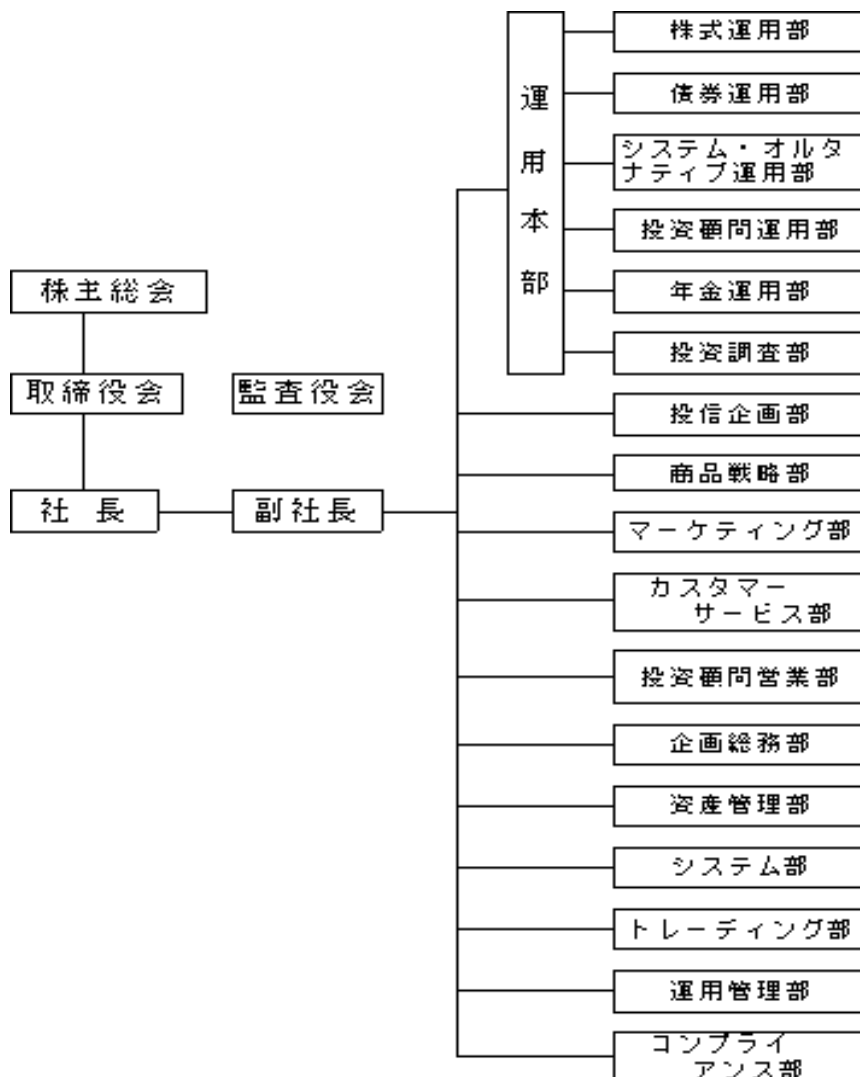 株式運用部
債券運用部
システム・オルタ
ナティブ運用部
投資顧問運用部
年金運用部
投資調査部
運用本部
株主総会
取締役会
監査役会
社長
副社長
投信企画部
商品戦略部
マーケティング部
カスタマー
サービス部
投資顧問営業部
企画総務部
資産管理部
システム部
トレーディング部
運用管理部
コンプライ
アンス部